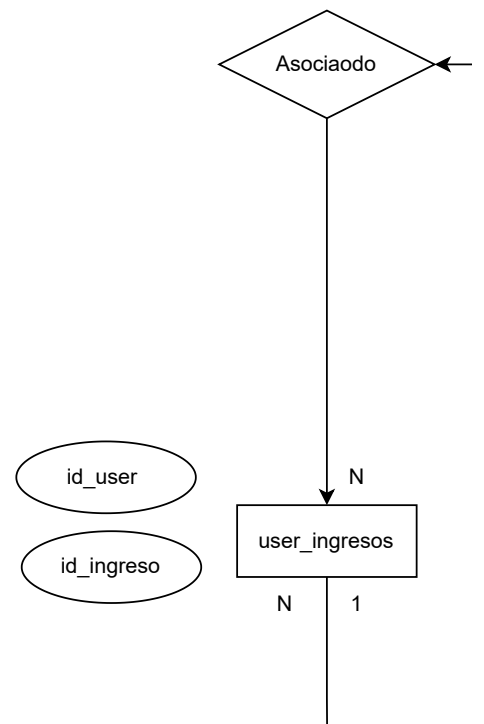 Asociaodo
id_user
N
id_ingreso
user_ingresos
N
1